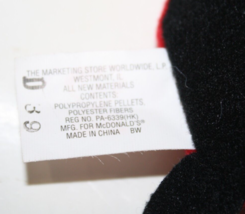 THE MARKETING STORE WORLDWIDE, L.P.
WESTMONT, IL
ALL NEW MATERIALS
CONTENTS:
POLYPROPYLENE PELLETS,
POLYESTER FIBERS
REG NO. PA-6339(HK)
MFG. FOR McDONALD'S®
MADE IN CHINA BW